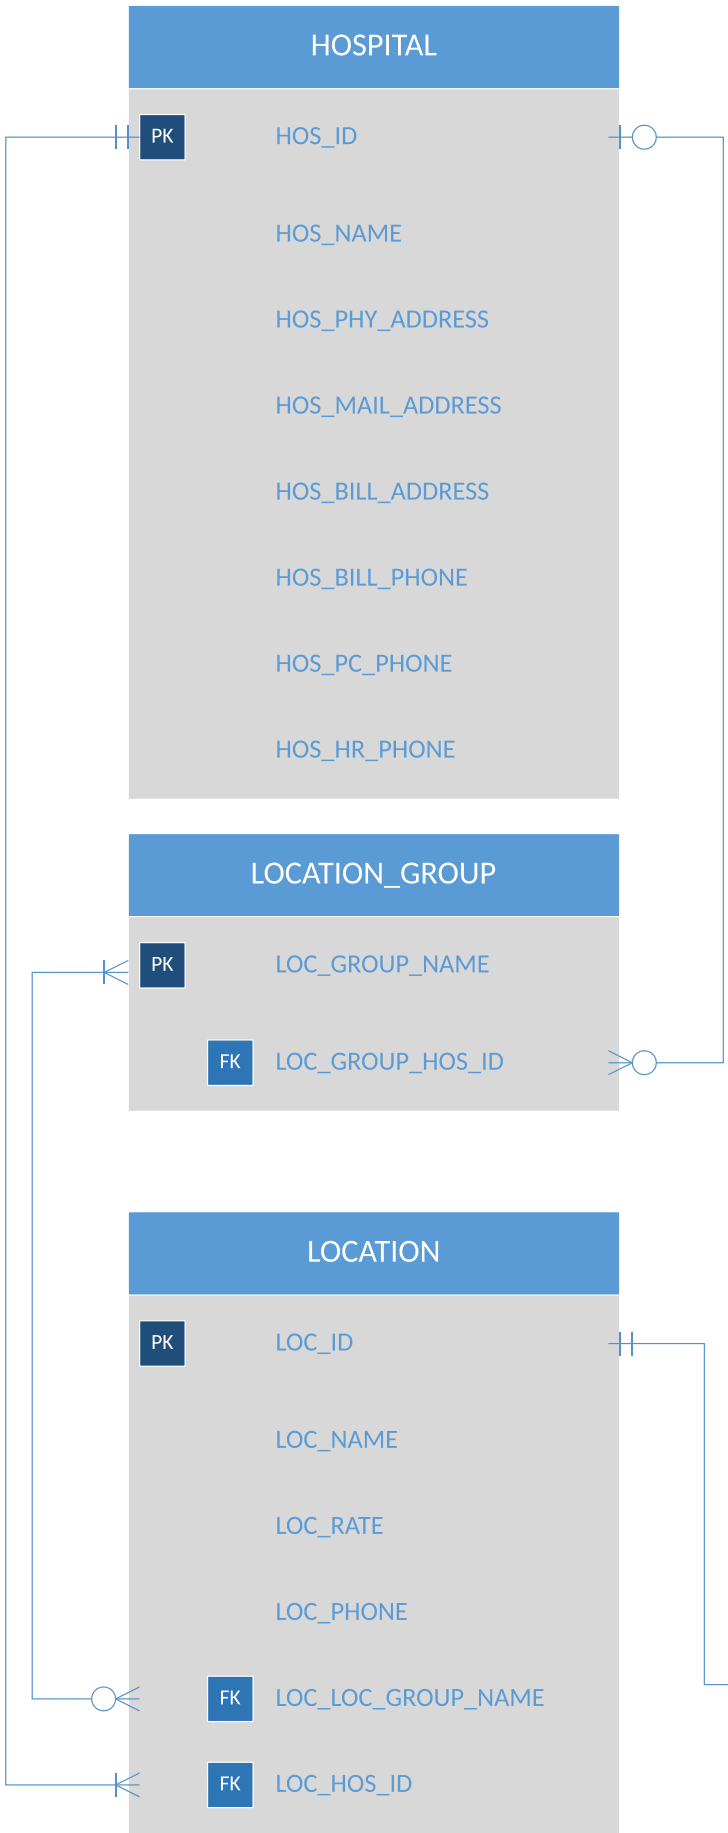 HOSPITAL
PK HOS_ID
HOS_NAME
HOS_PHY_ADDRESS
HOS_MAIL_ADDRESS
HOS_BILL_ADDRESS
HOS_BILL_PHONE
HOS_PC_PHONE
HOS_HR_PHONE
LOCATION_GROUP
PK LOC_GROUP_NAME
FK LOC_GROUP_HOS_ID
LOCATION
PK LOC_ID
LOC_NAME
LOC_RATE
LOC_PHONE
FK LOC_LOC_GROUP_NAME
FK LOC_HOS_ID